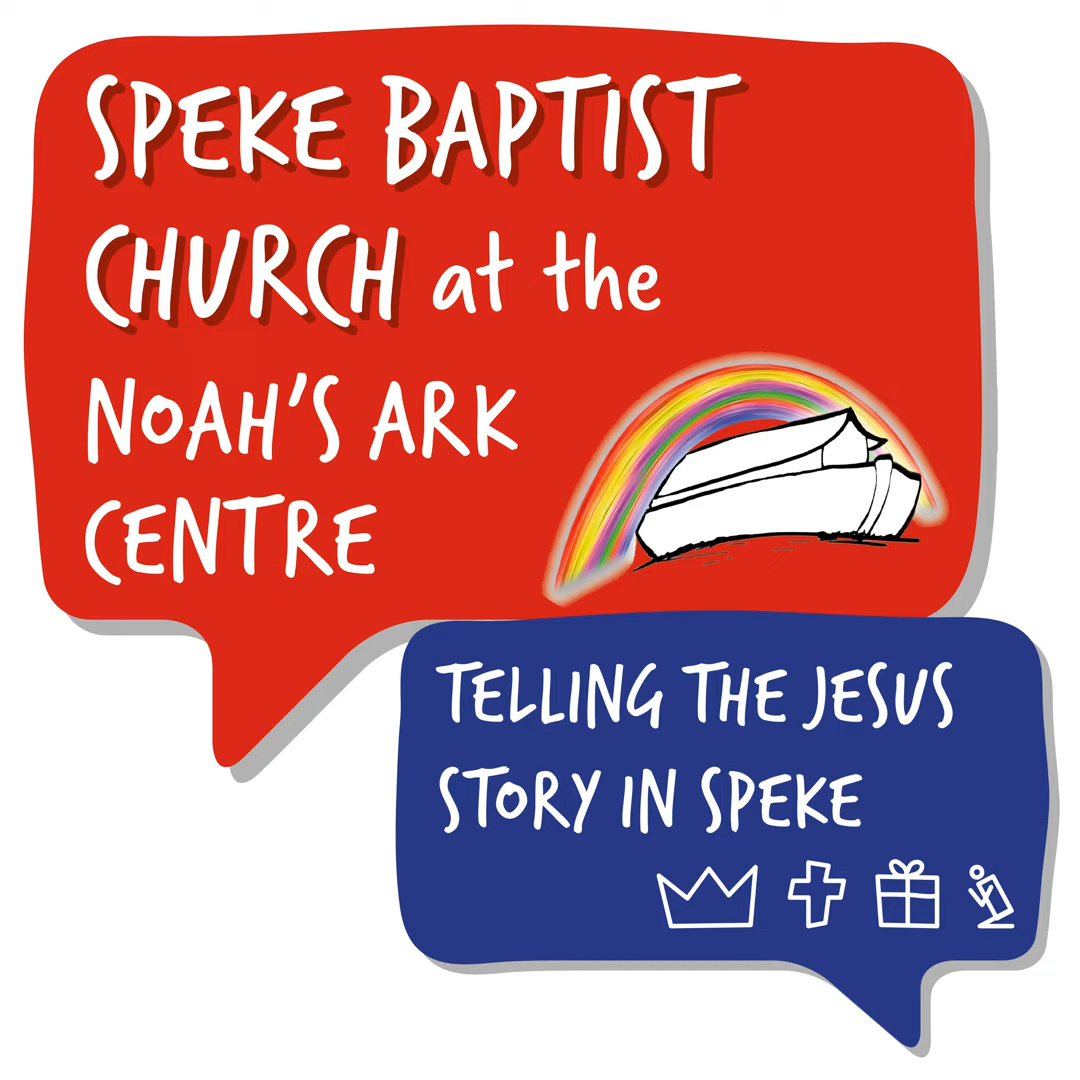 SPEKE BAPTIST
CHURCH at the
NOAH'S ARK
CENTRE
TELLING THE JESUS
STORY IN SPEKE